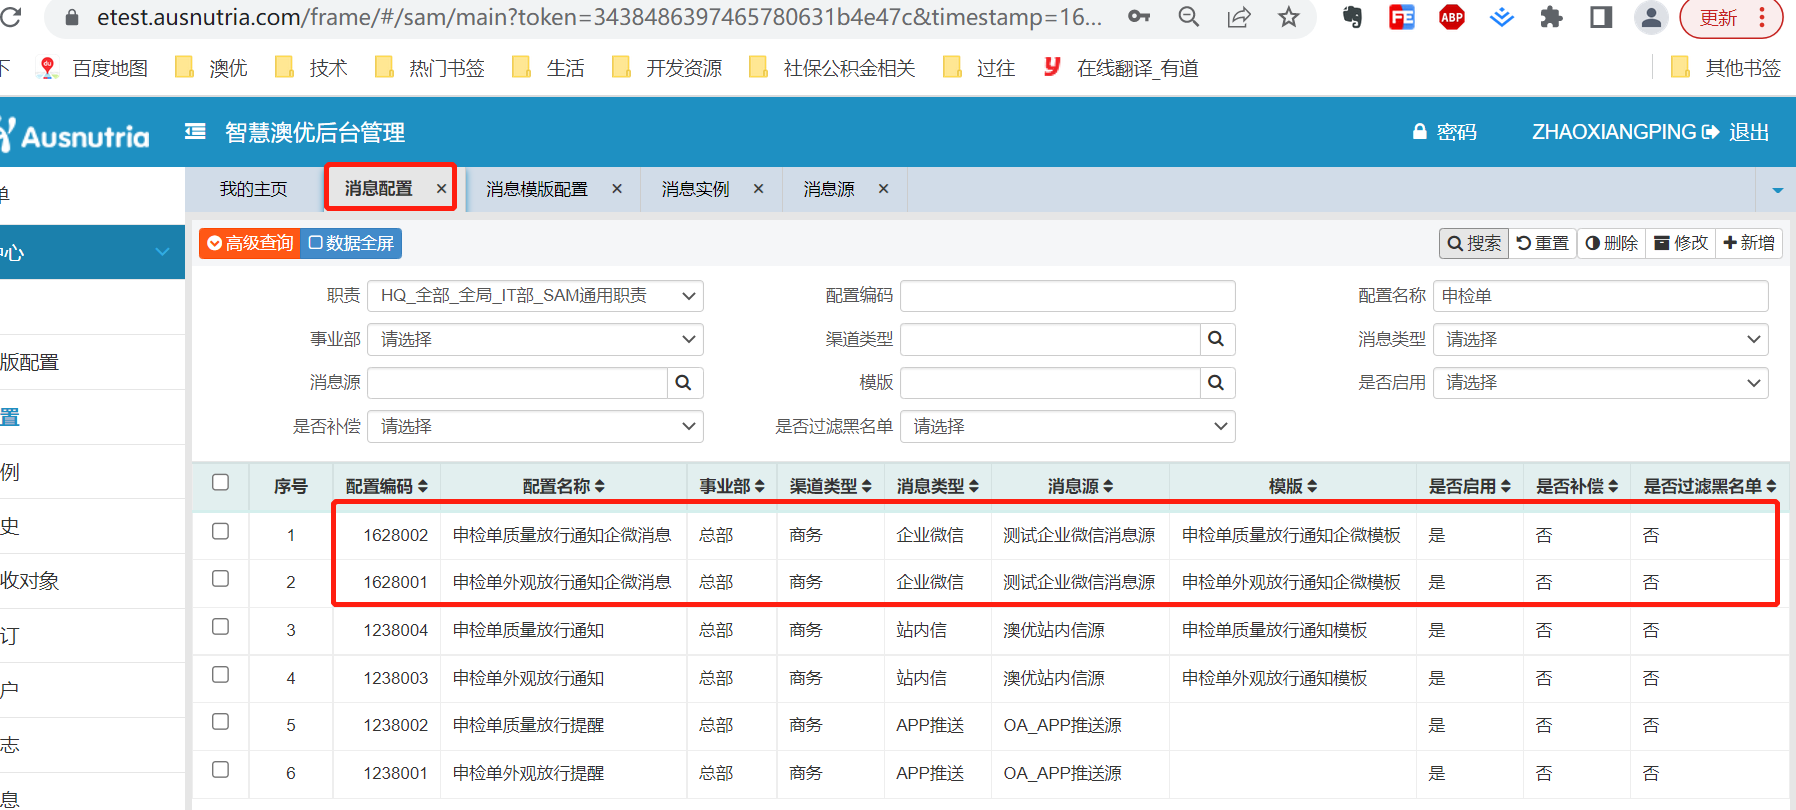 etest.ausnutria.com/frame/#/sam/main?token=3438486397465780631b4e47c&timestamp=16... FE ABP 更新
下 du 百度地图 澳优 技术 热门书签 生活 开发资源 社保公积金相关 过往 y 在线翻译_有道 其他书签
Ausnutria 智慧澳优后台管理 密码 ZHAOXIANGPING 退出
单 我的主页 消息配置 × 消息模版配置 × 消息实例 × 消息源 ×
中心 高级查询 数据全屏 搜索 重置 删除 修改 新增
职责 HQ_全部_全局_IT部_SAM通用职责 配置编码 配置名称 申检单
事业部 请选择 渠道类型 消息类型 请选择
版配置 消息源 模版 是否启用 请选择
置 是否补偿 请选择 是否过滤黑名单 请选择
例 序号 配置编码 配置名称 事业部 渠道类型 消息类型 消息源 模版 是否启用 是否补偿 是否过滤黑名单
史 1 1628002 申检单质量放行通知企微消息 总部 商务 企业微信 测试企业微信消息源 申检单质量放行通知企微模板 是 否 否
收对象 2 1628001 申检单外观放行通知企微消息 总部 商务 企业微信 测试企业微信消息源 申检单外观放行通知企微模板 是 否 否
订 3 1238004 申检单质量放行通知 总部 商务 站内信 澳优站内信源 申检单质量放行通知模板 是 否 否
户 4 1238003 申检单外观放行通知 总部 商务 站内信 澳优站内信源 申检单外观放行通知模板 是 否 否
志 5 1238002 申检单质量放行提醒 总部 商务 APP推送 OA_APP推送源 是 否 否
息 6 1238001 申检单外观放行提醒 总部 商务 APP推送 OA_APP推送源 是 否 否